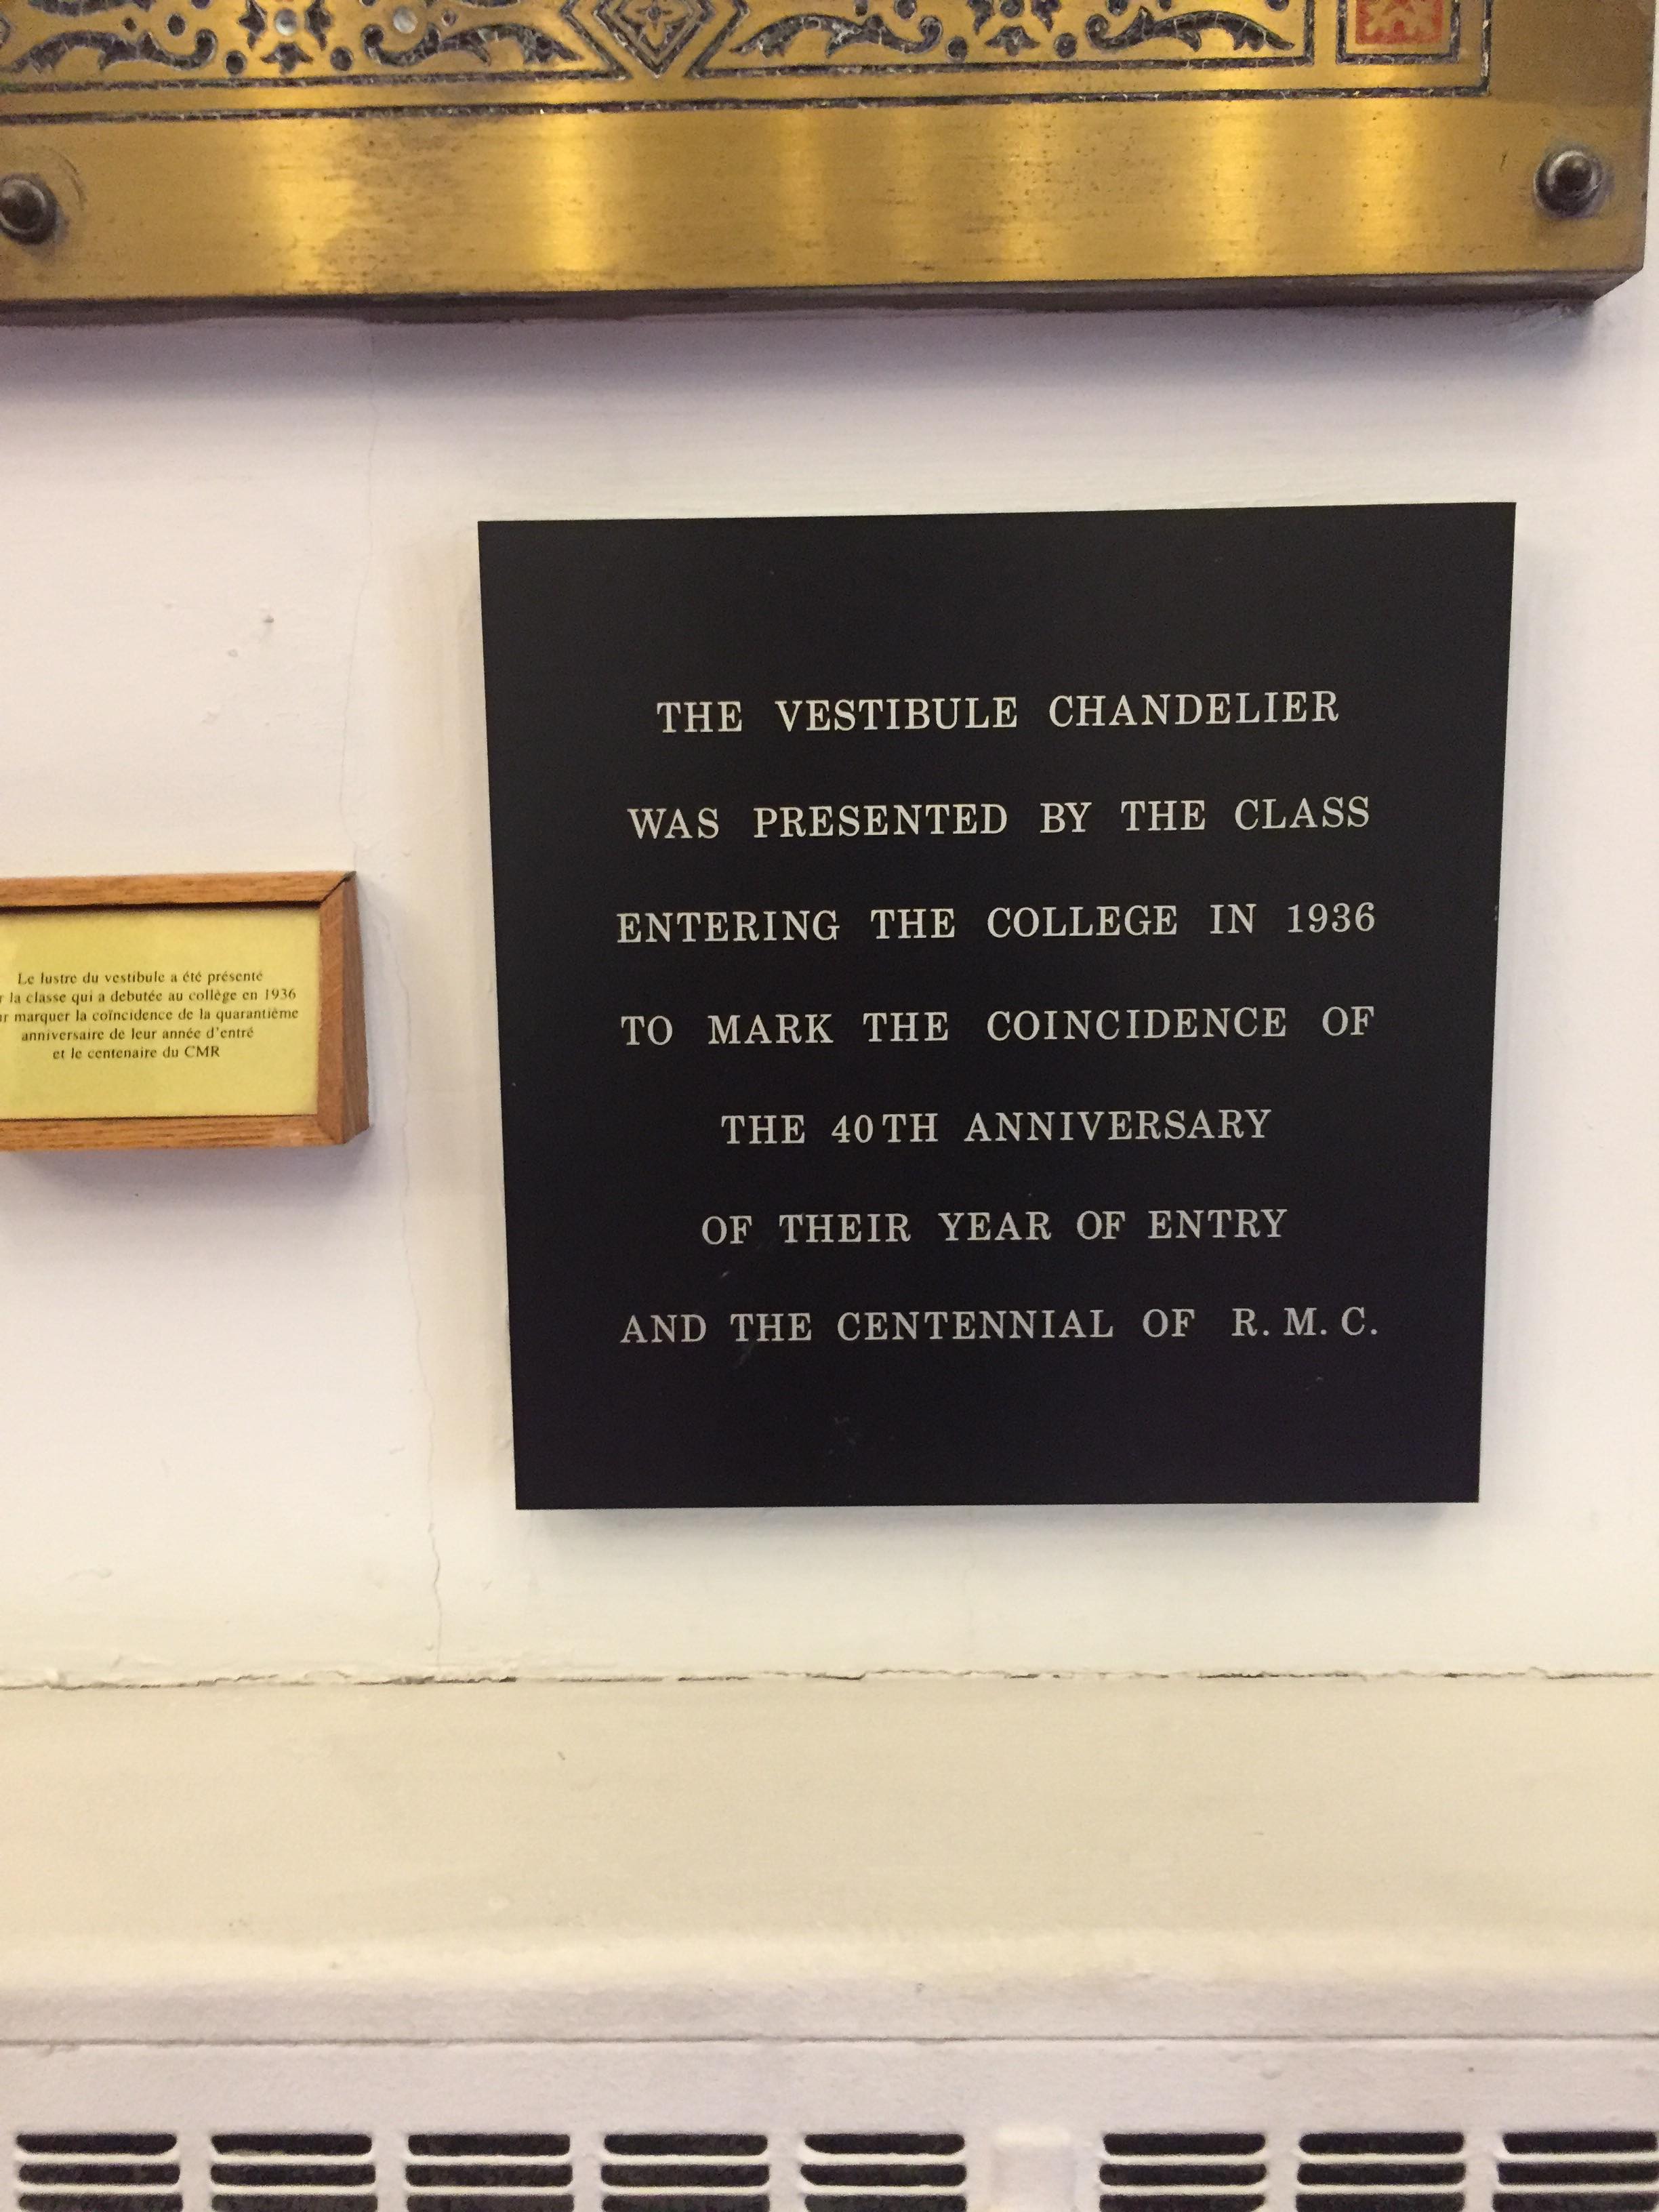 THE VESTIBULE CHANDELIER
WAS PRESENTED BY THE CLASS
ENTERING THE COLLEGE IN 1936
TO MARK THE COINCIDENCE OF
THE 40TH ANNIVERSARY
OF THEIR YEAR OF ENTRY
AND THE CENTENNIAL OF R. M. C.
Le lustre du vestibule a été présenté
la classe qui a debutée au collège en 1936
marquer la coïncidence de la quarantième
anniversaire de leur année d'entré
et le centenaire du CMR